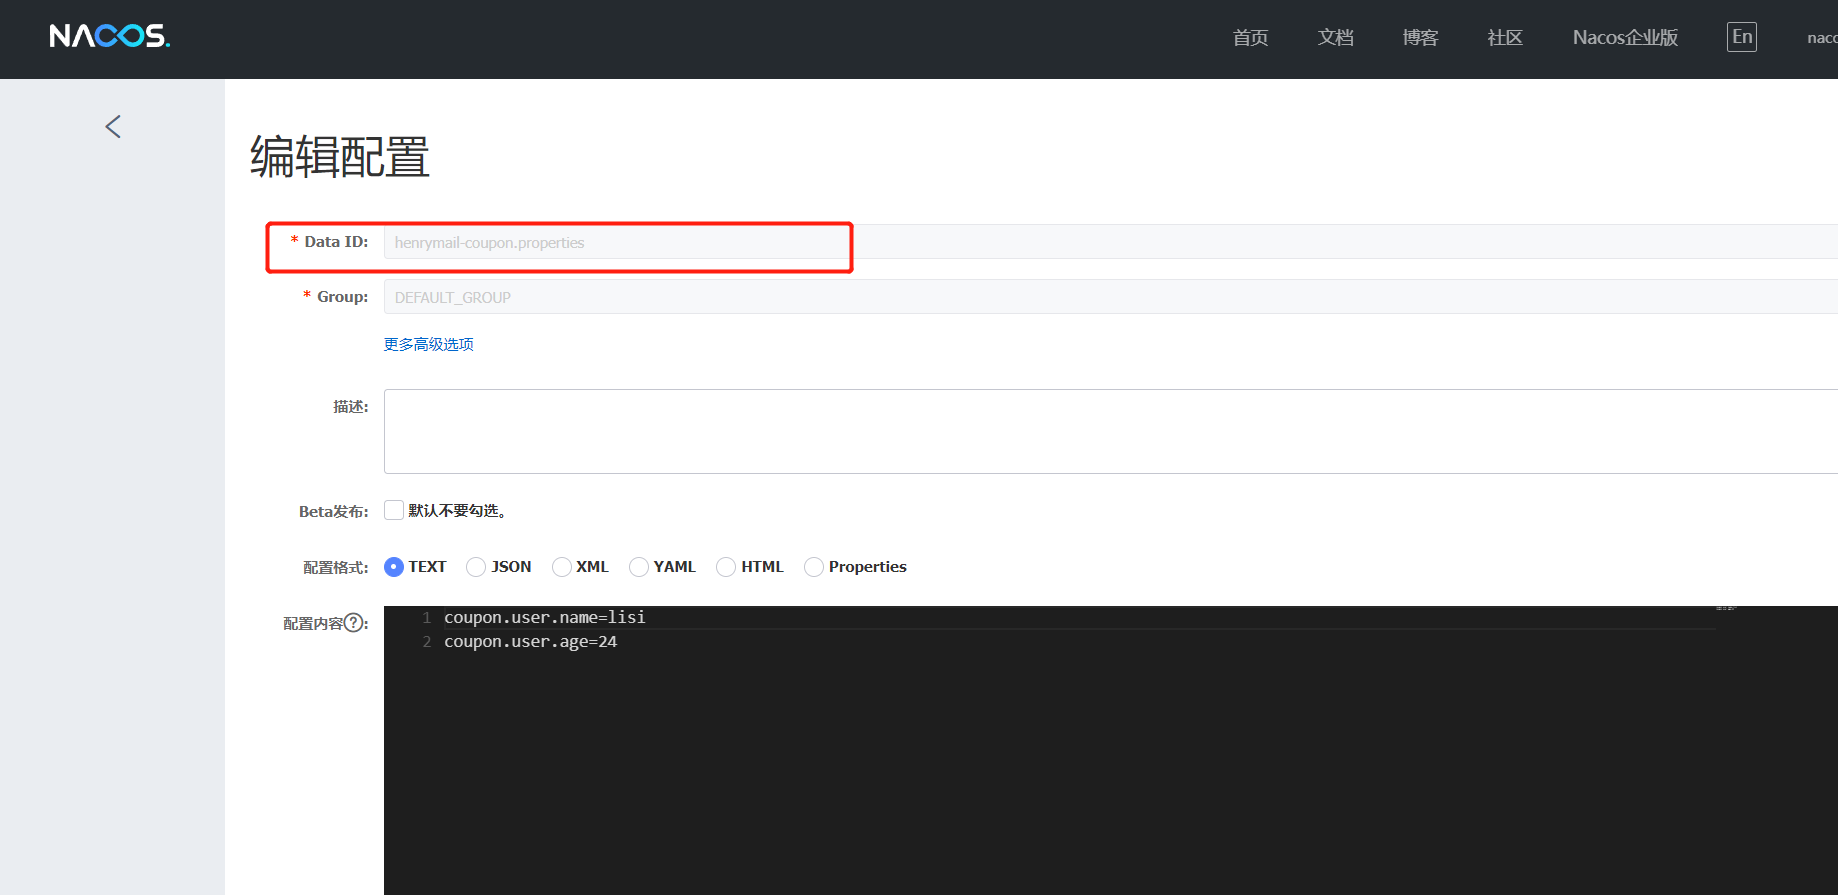 NACOS.
首页 文档 博客 社区 Nacos企业版 En
编辑配置
* Data ID: henrymail-coupon.properties
* Group: DEFAULT_GROUP
更多高级选项
描述:
Beta发布: 默认不要勾选。
配置格式: TEXT JSON XML YAML HTML Properties
配置内容?: 1 coupon.user.name=lisi
2 coupon.user.age=24